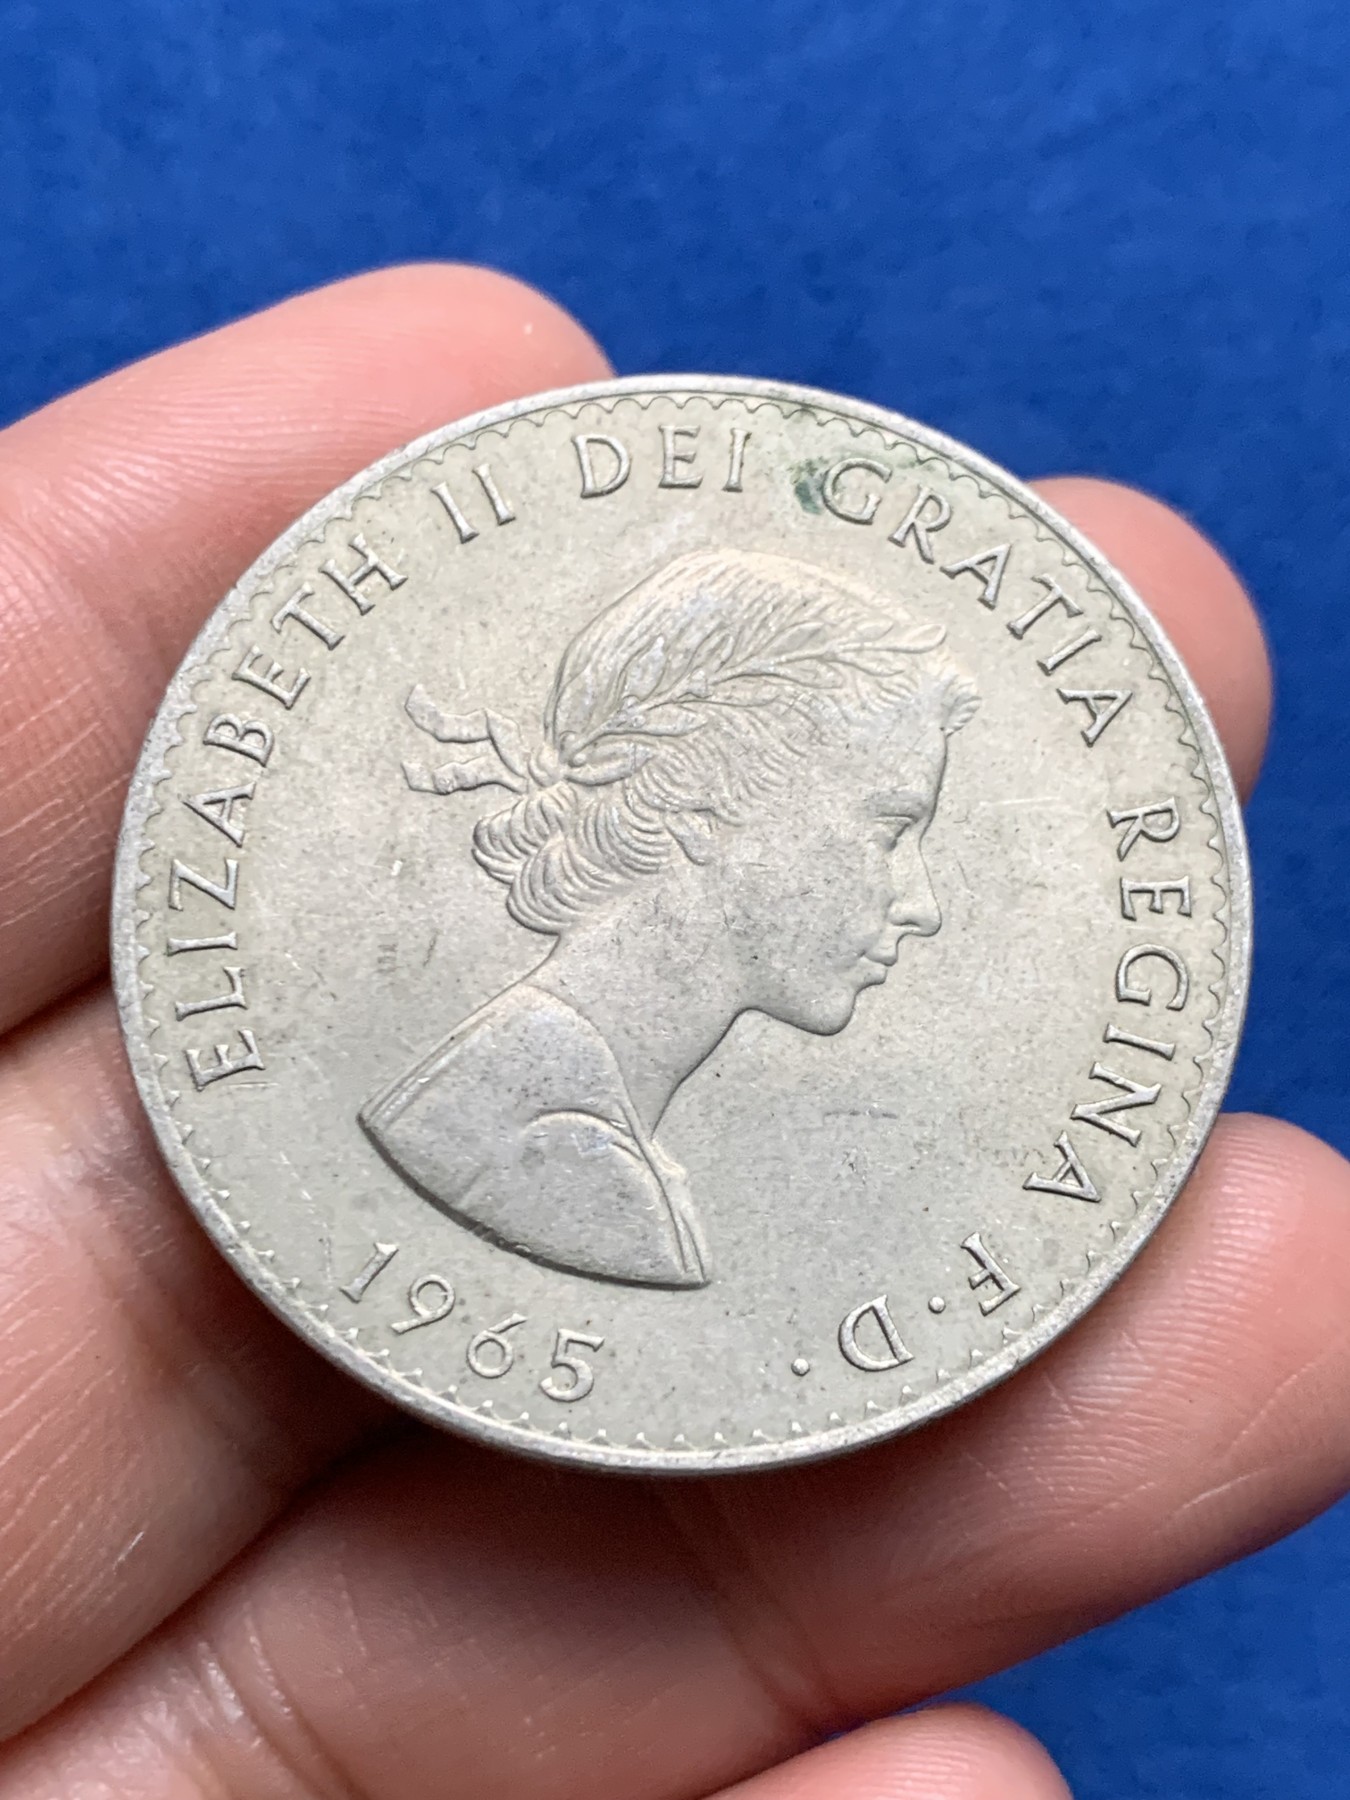 ELIZABETH II DEI GRATIA REGINA F·D·
1965